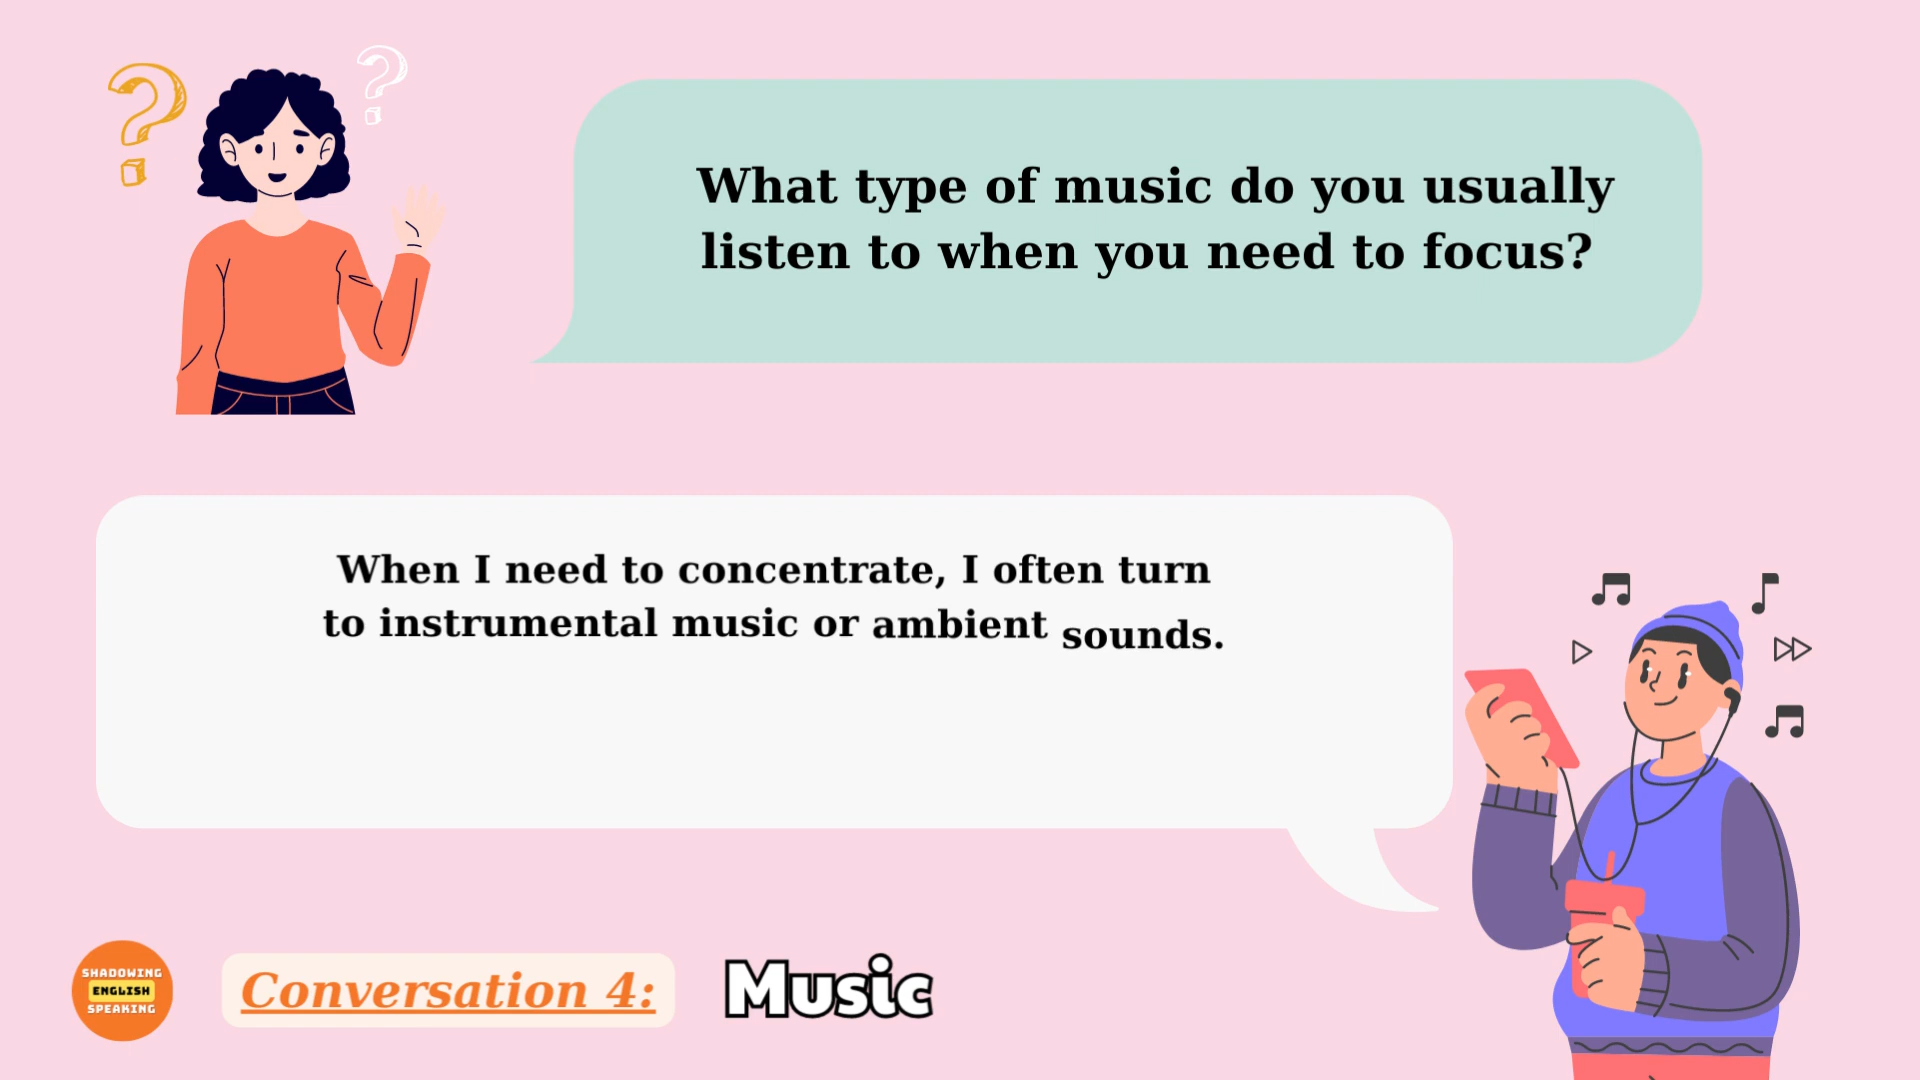 What type of music do you usually
listen to when you need to focus?
When I need to concentrate, I often turn
to instrumental music or ambient sounds.
SHADOWING
ENGLISH
SPEAKING
Conversation 4:
Music